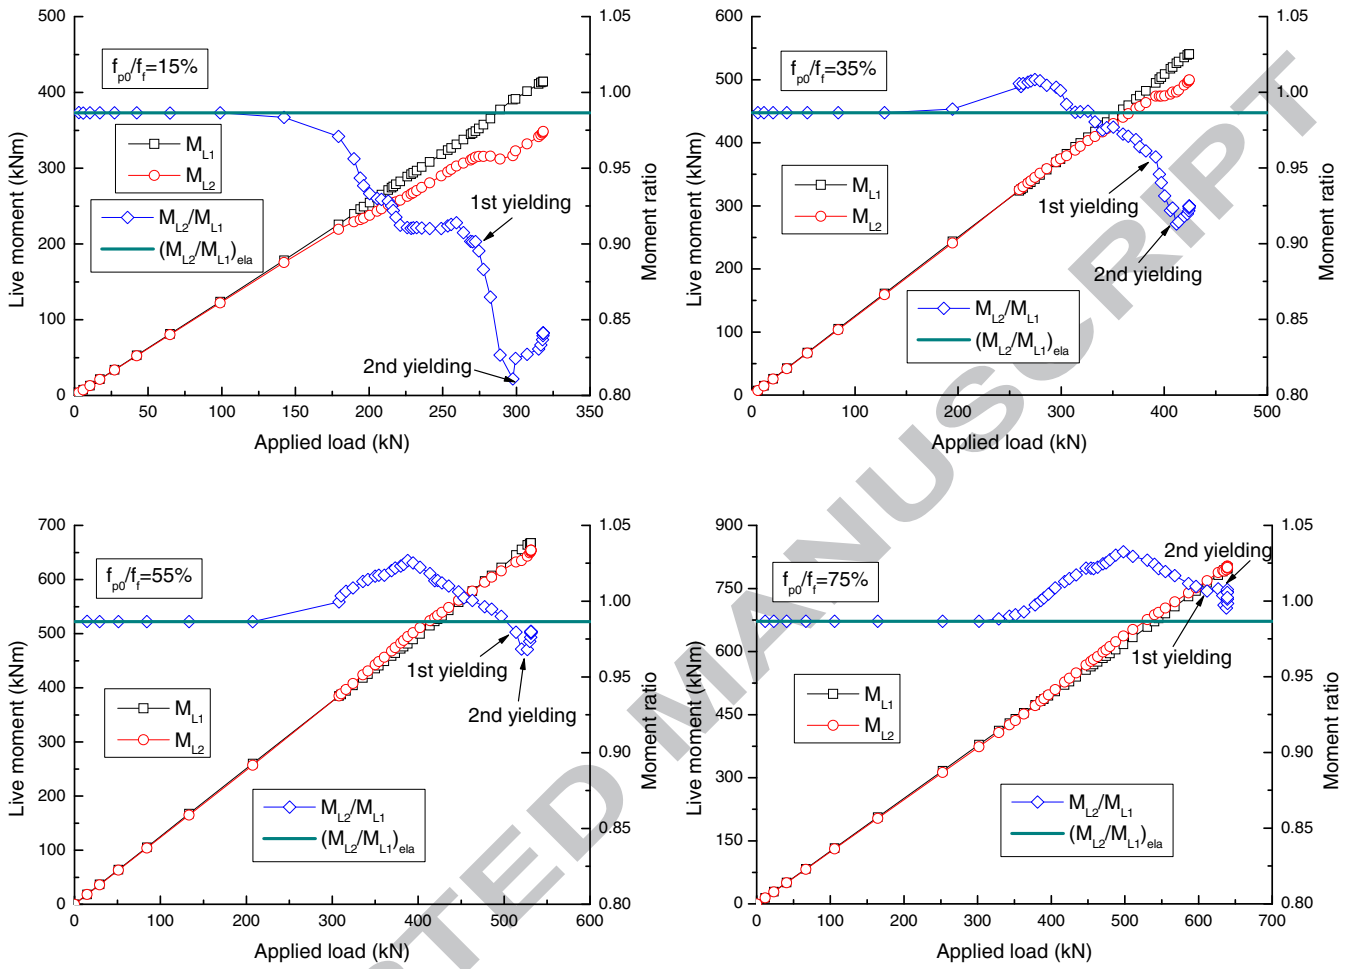 f_p0/f_f=15%
M_L1
M_L2
M_L2/M_L1
(M_L2/M_L1)_ela
1st yielding
2nd yielding
Live moment (kNm)
Moment ratio
Applied load (kN)
0 100 200 300 400 500
0 50 100 150 200 250 300 350
0.80 0.85 0.90 0.95 1.00 1.05
f_p0/f_f=35%
M_L1
M_L2
1st yielding
2nd yielding
M_L2/M_L1
(M_L2/M_L1)_ela
Live moment (kNm)
Moment ratio
Applied load (kN)
0 100 200 300 400 500 600
0 100 200 300 400 500
0.80 0.85 0.90 0.95 1.00 1.05
f_p0/f_f=55%
M_L1
M_L2
1st yielding
2nd yielding
M_L2/M_L1
(M_L2/M_L1)_ela
Live moment (kNm)
Moment ratio
Applied load (kN)
0 100 200 300 400 500 600 700
0 100 200 300 400 500 600
0.80 0.85 0.90 0.95 1.00 1.05
f_p0/f_f=75%
2nd yielding
1st yielding
M_L1
M_L2
M_L2/M_L1
(M_L2/M_L1)_ela
Live moment (kNm)
Moment ratio
Applied load (kN)
0 150 300 450 600 750 900
0 100 200 300 400 500 600 700
0.80 0.85 0.90 0.95 1.00 1.05
PTED MANUSCRIPT